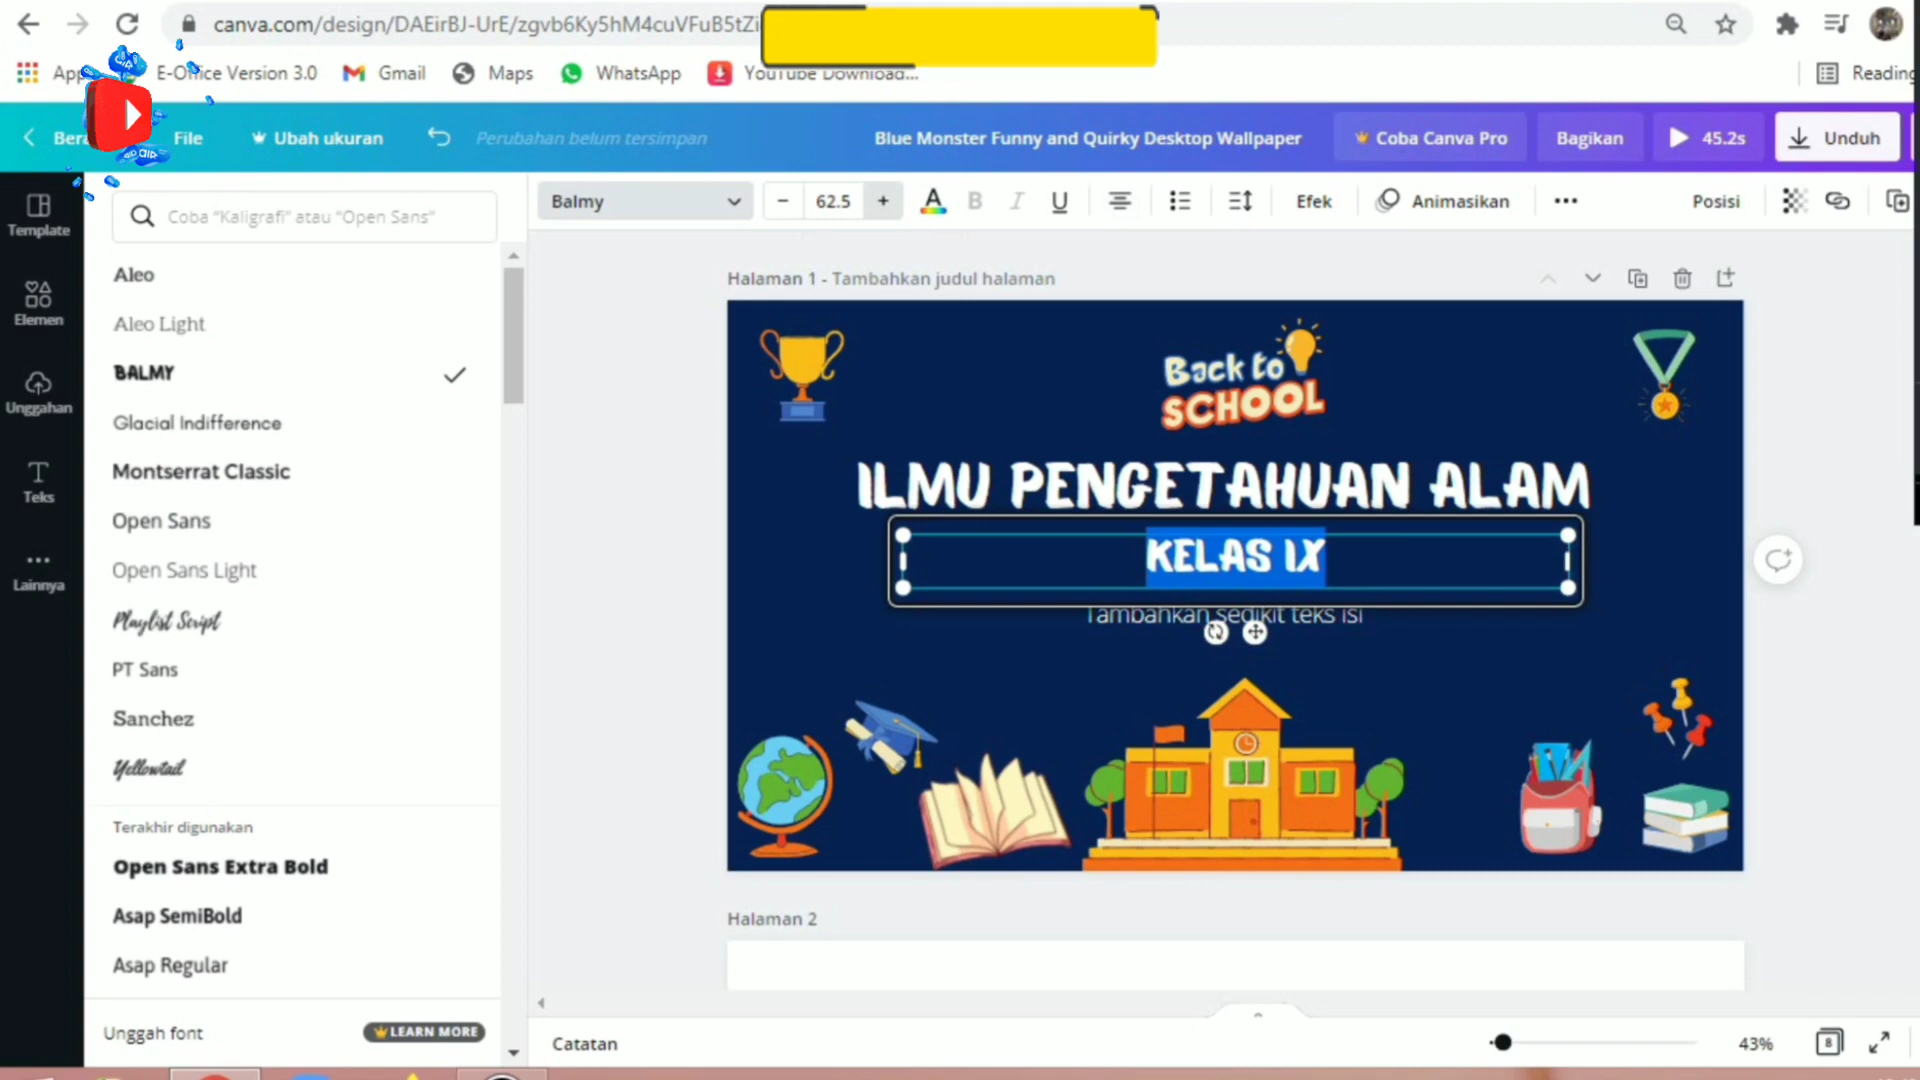 canva.com/design/DAEirBJ-UrE/zgvb6Ky5hM4cuVFuB5tZi
E-Office Version 3.0
Gmail
Maps
WhatsApp
YouTube Download...
Reading
File
Ubah ukuran
Perubahan belum tersimpan
Blue Monster Funny and Quirky Desktop Wallpaper
Coba Canva Pro
Bagikan
45.2s
Unduh
Template
Elemen
Unggahan
Teks
Lainnya
Coba "Kaligrafi" atau "Open Sans"
Aleo
Aleo Light
BALMY
Glacial Indifference
Montserrat Classic
Open Sans
Open Sans Light
Playlist Script
PT Sans
Sanchez
Yellowtail
Terakhir digunakan
Open Sans Extra Bold
Asap SemiBold
Asap Regular
Unggah font
LEARN MORE
Balmy
62.5
A
B
I
U
Efek
Animasikan
Posisi
Halaman 1 - Tambahkan judul halaman
Back to
SCHOOL
ILMU PENGETAHUAN ALAM
KELAS IX
Tambahkan sedikit teks isi
Halaman 2
Catatan
43%
8